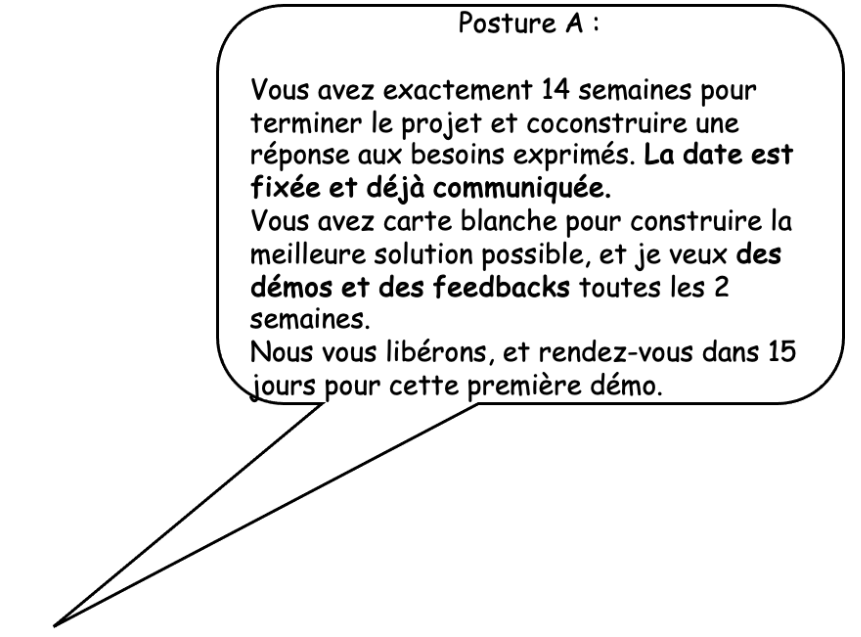 Posture A :
Vous avez exactement 14 semaines pour
terminer le projet et coconstruire une
réponse aux besoins exprimés. La date est
fixée et déjà communiquée.
Vous avez carte blanche pour construire la
meilleure solution possible, et je veux des
démos et des feedbacks toutes les 2
semaines.
Nous vous libérons, et rendez-vous dans 15
jours pour cette première démo.